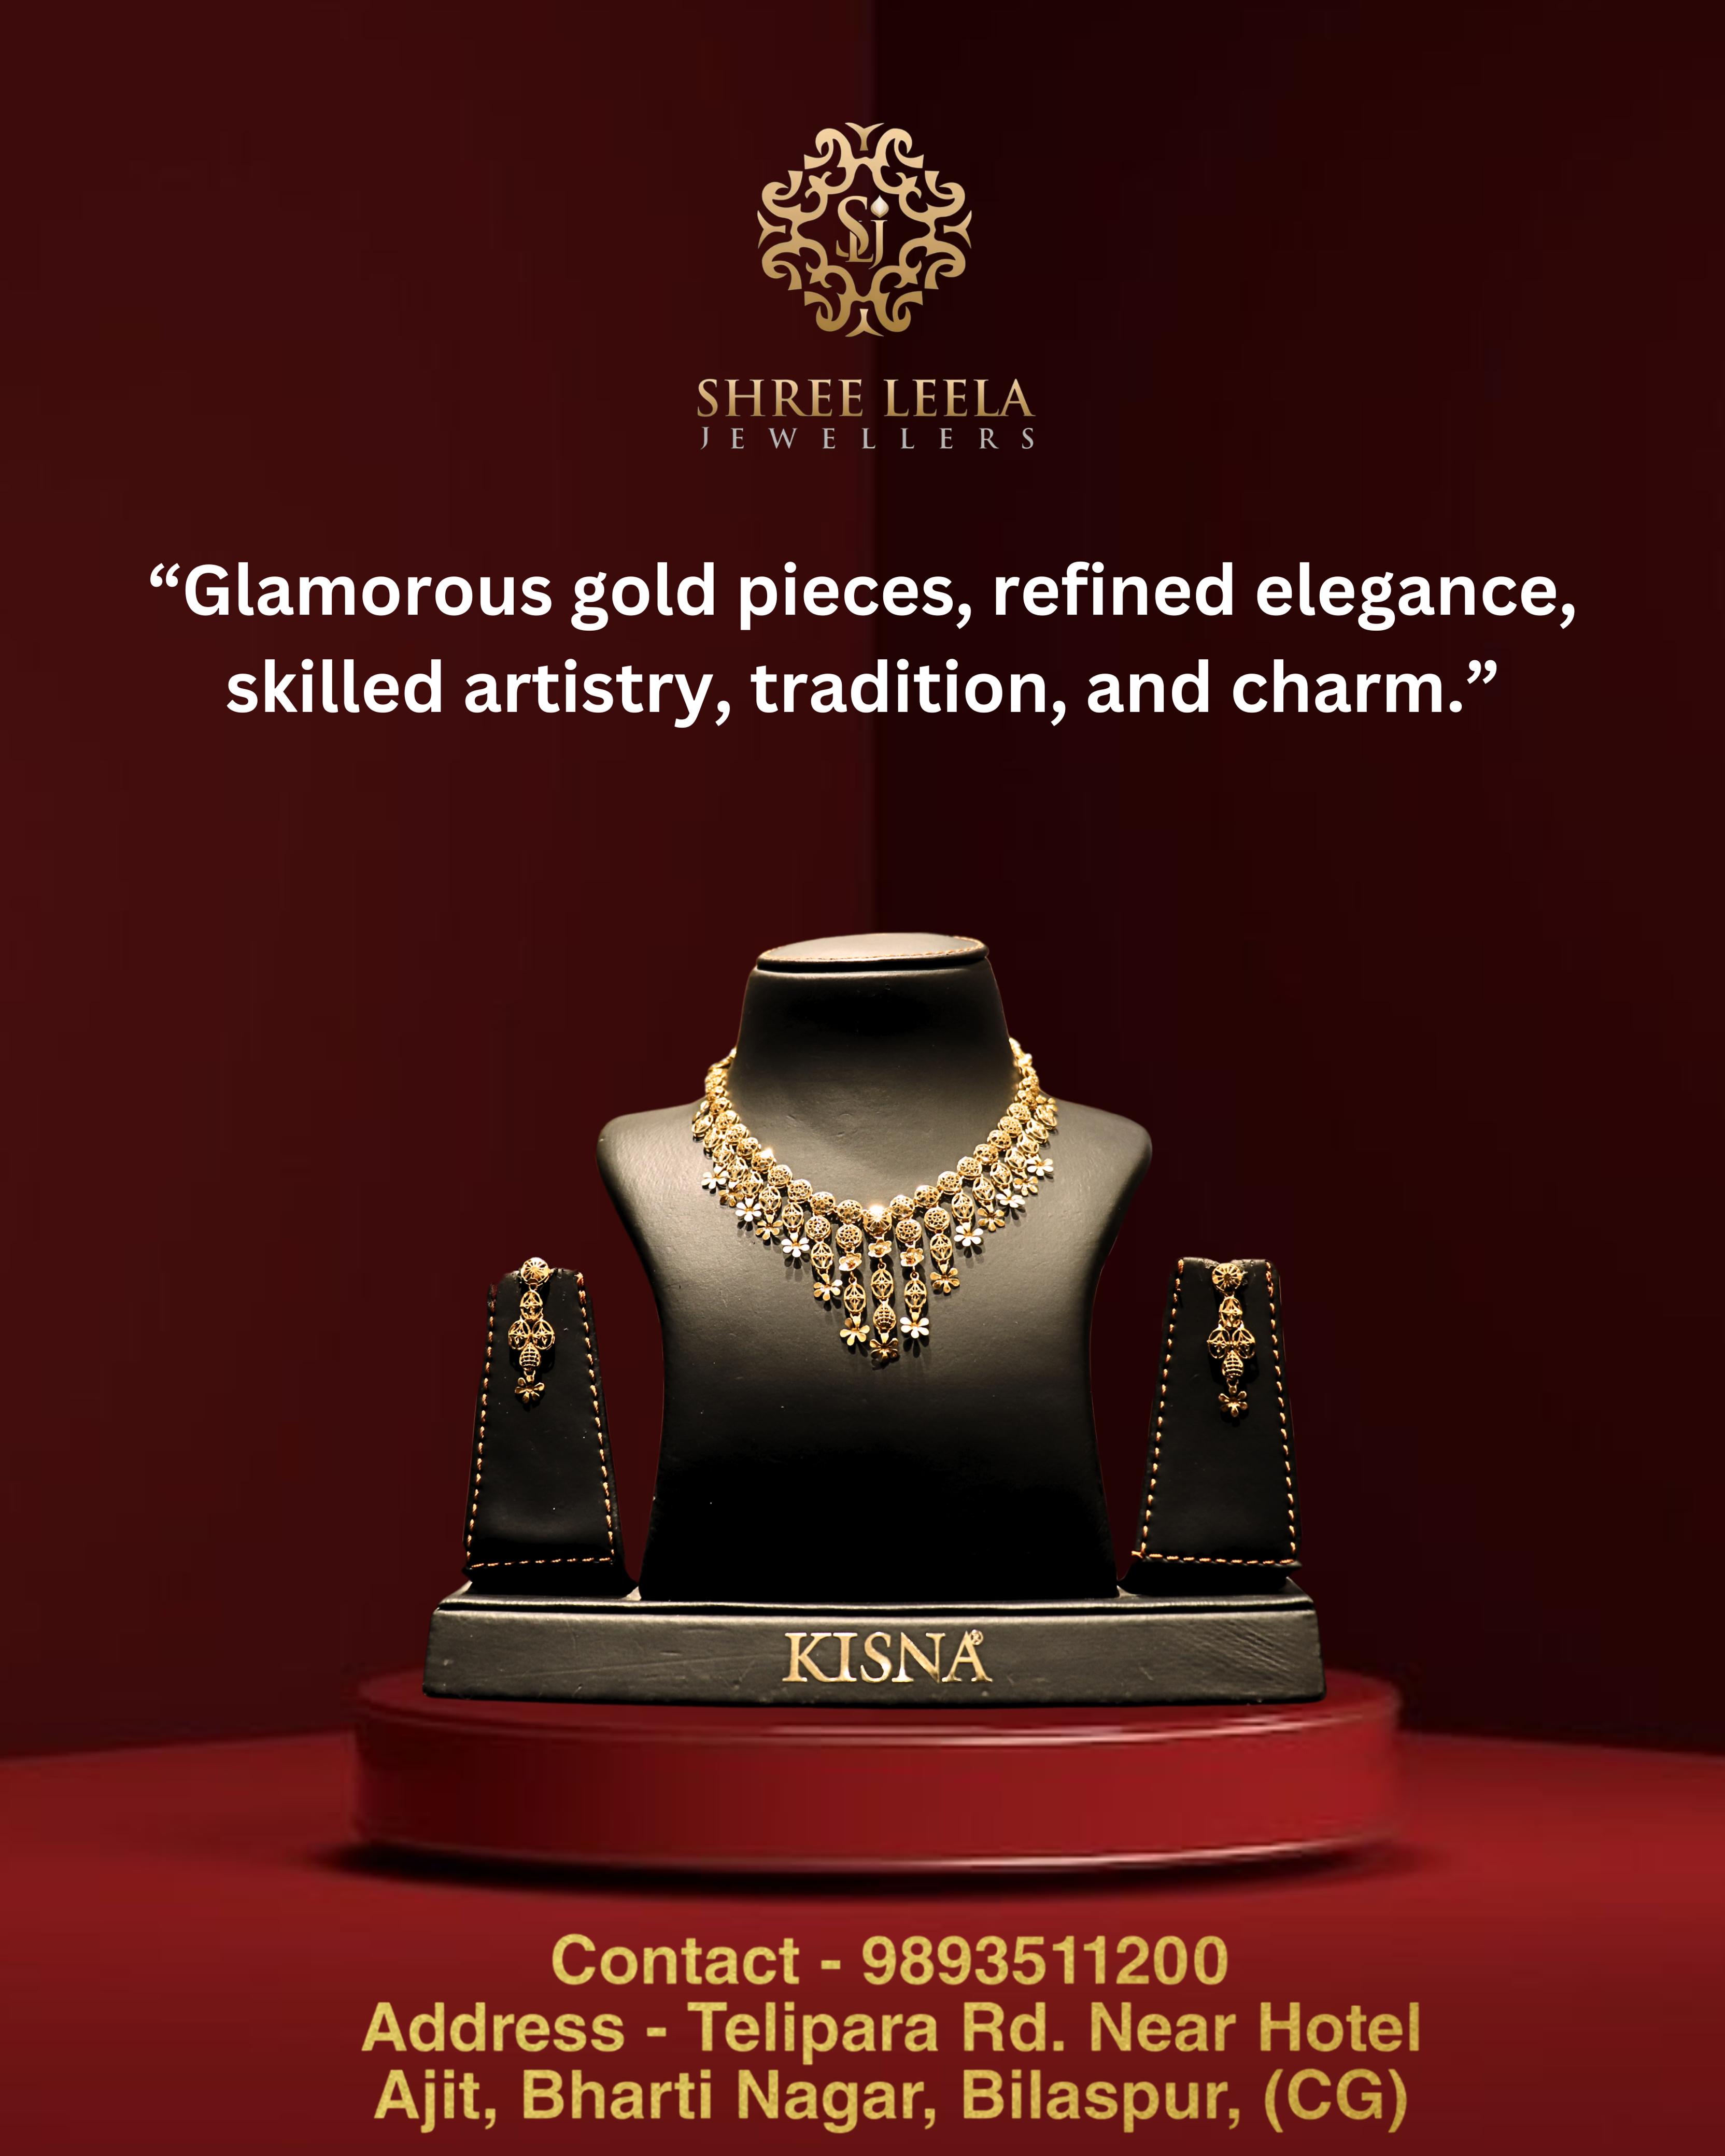 SLJ
SHREE LEELA
JEWELLERS
“Glamorous gold pieces, refined elegance,
skilled artistry, tradition, and charm.”
KISNA®
Contact - 9893511200
Address - Telipara Rd. Near Hotel
Ajit, Bharti Nagar, Bilaspur, (CG)